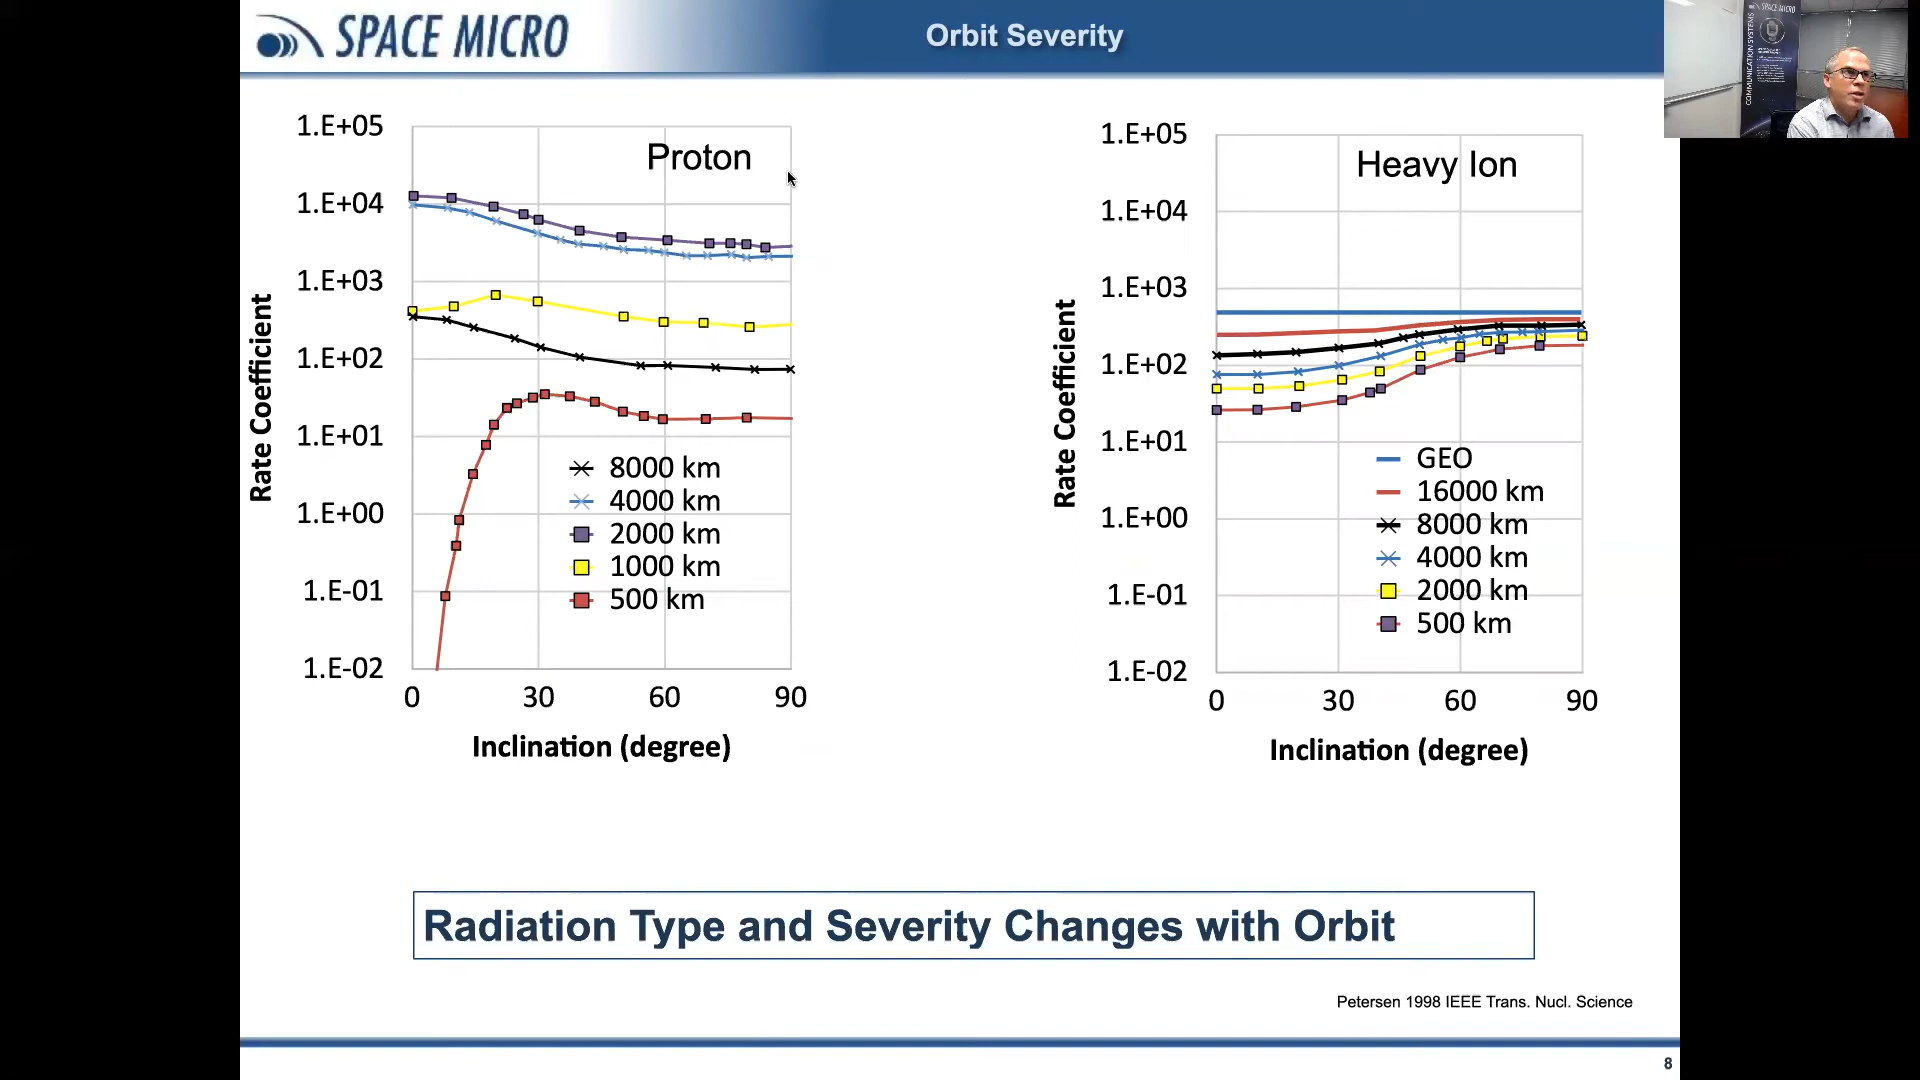 SPACE MICRO
Orbit Severity
SPACE MICRO
COMMUNICATION SYSTEMS
Proton
1.E+05
1.E+04
1.E+03
1.E+02
1.E+01
1.E+00
1.E-01
1.E-02
Rate Coefficient
8000 km
4000 km
2000 km
1000 km
500 km
0 30 60 90
Inclination (degree)
Heavy Ion
1.E+05
1.E+04
1.E+03
1.E+02
1.E+01
1.E+00
1.E-01
1.E-02
Rate Coefficient
GEO
16000 km
8000 km
4000 km
2000 km
500 km
0 30 60 90
Inclination (degree)
Radiation Type and Severity Changes with Orbit
Petersen 1998 IEEE Trans. Nucl. Science
8